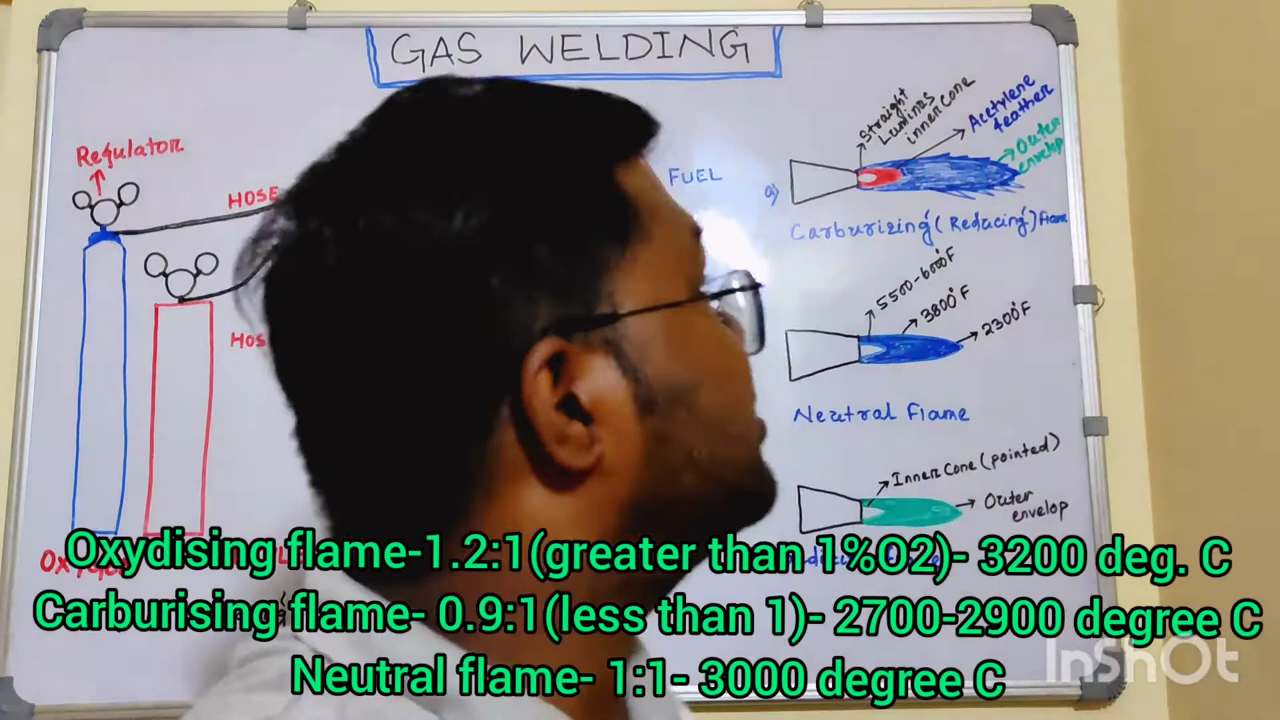 GAS WELDING
Regulator
HOSE
HOS
FUEL
Straight
Luminus
inner cone
Acetylene
feather
Outer
envelop
a)
Carburizing (Reducing) Flame
5500-6000°F
3800°F
2300°F
Neutral Flame
Inner cone (pointed)
Outer
envelop
Oxydising flame-1.2:1(greater than 1%O2)- 3200 deg. C
Carburising flame- 0.9:1(less than 1)- 2700-2900 degree C
Neutral flame- 1:1- 3000 degree C
InShOt